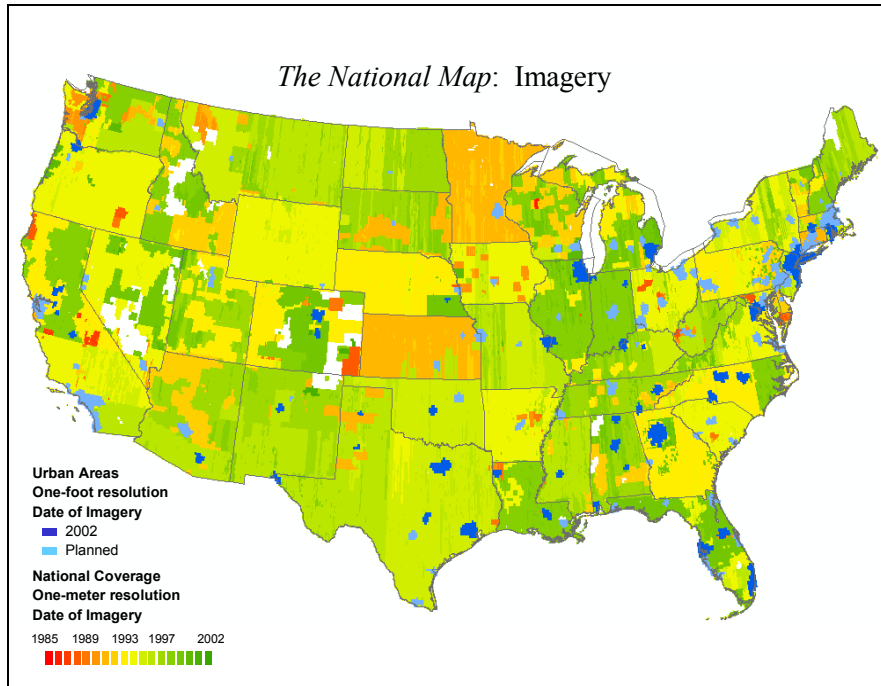 The National Map: Imagery
Urban Areas
One-foot resolution
Date of Imagery
2002
Planned
National Coverage
One-meter resolution
Date of Imagery
1985 1989 1993 1997 2002